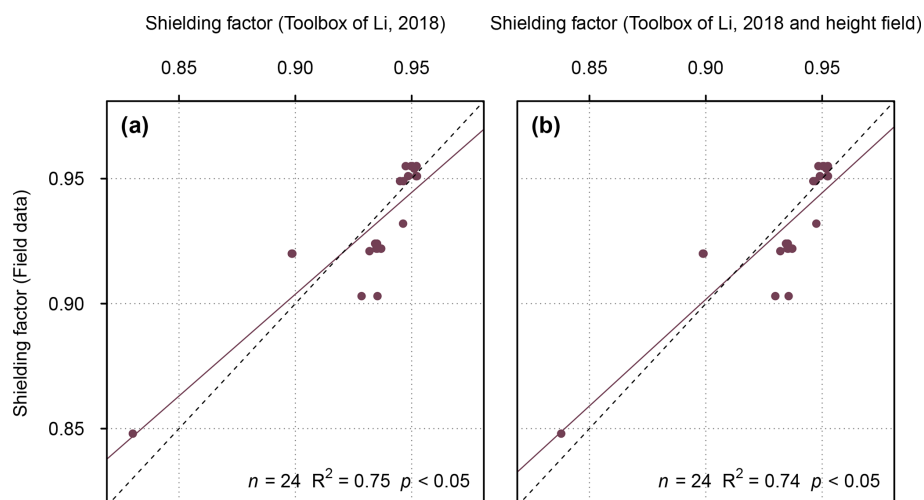 Shielding factor (Toolbox of Li, 2018)
Shielding factor (Toolbox of Li, 2018 and height field)
0.85 0.90 0.95
0.85 0.90 0.95
(a)
(b)
Shielding factor (Field data)
0.95
0.90
0.85
n = 24 R² = 0.75 p < 0.05
n = 24 R² = 0.74 p < 0.05